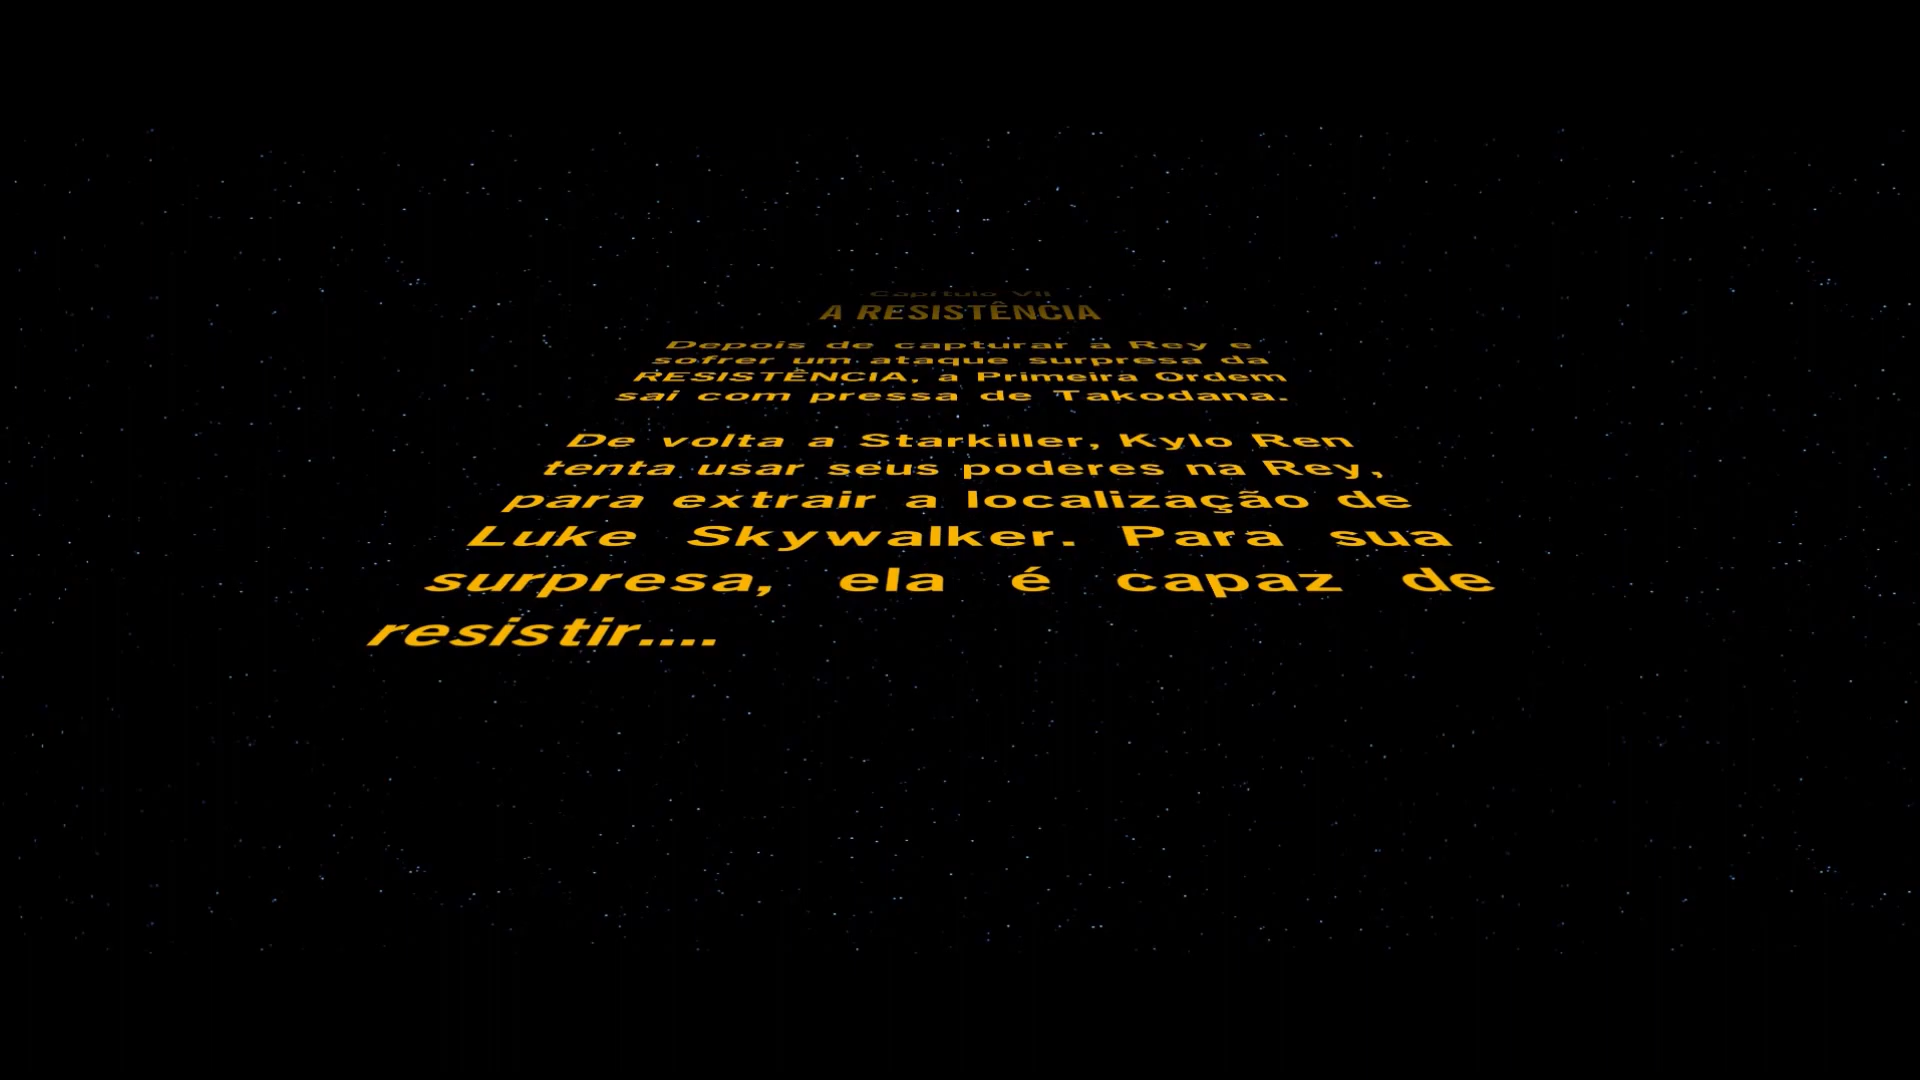 Capítulo VII
A RESISTÊNCIA
Depois de capturar a Rey e
sofrer um ataque surpresa da
RESISTÊNCIA, a Primeira Ordem
sai com pressa de Takodana.
De volta a Starkiller, Kylo Ren
tenta usar seus poderes na Rey,
para extrair a localização de
Luke Skywalker. Para sua
surpresa, ela é capaz de
resistir....